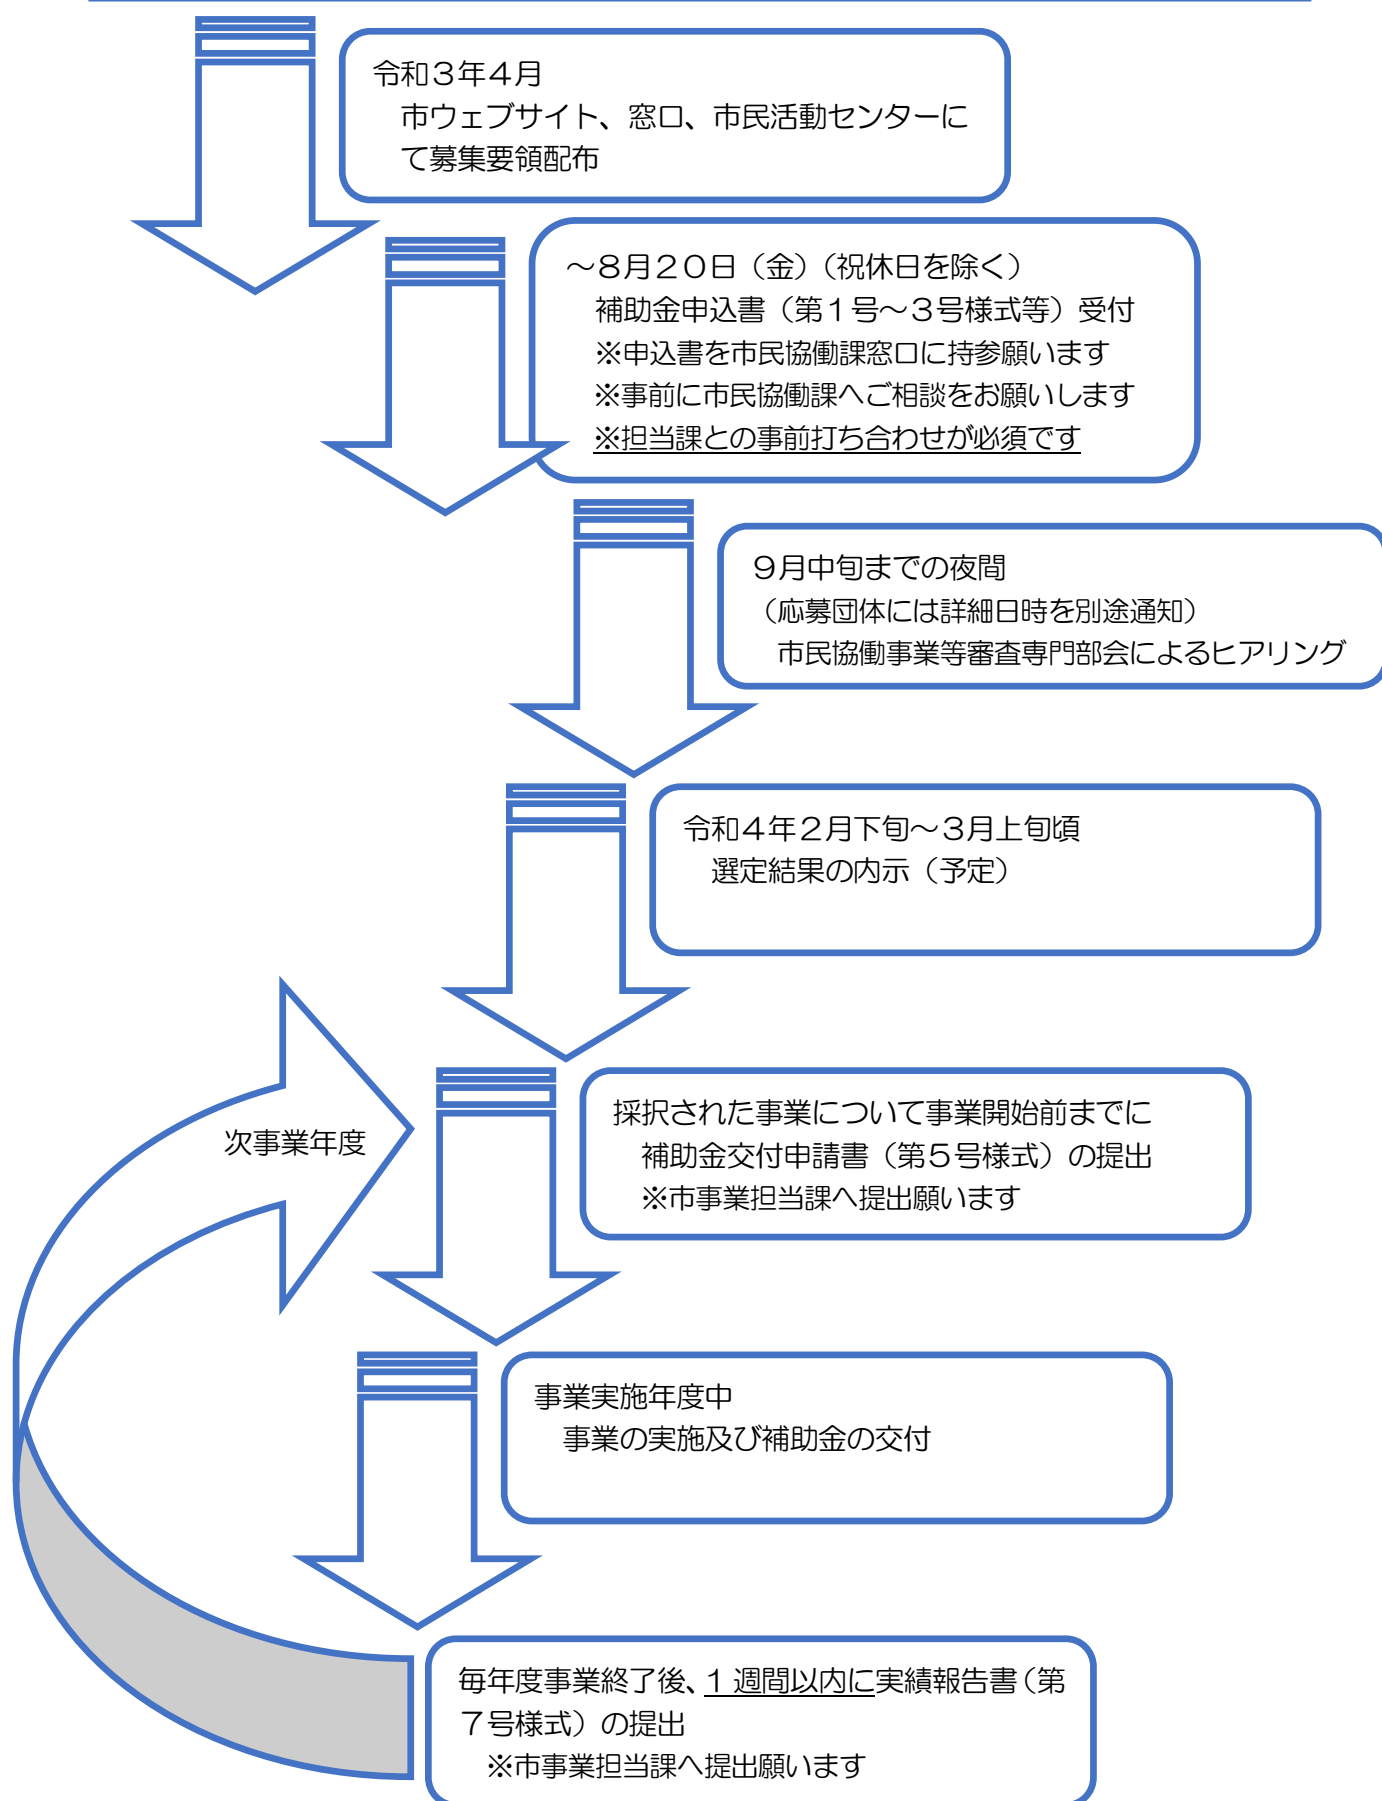 令和３年４月
市ウェブサイト、窓口、市民活動センターに
て募集要領配布
～８月２０日（金）（祝休日を除く）
補助金申込書（第１号～３号様式等）受付
※申込書を市民協働課窓口に持参願います
※事前に市民協働課へご相談をお願いします
※担当課との事前打ち合わせが必須です
９月中旬までの夜間
（応募団体には詳細日時を別途通知）
市民協働事業等審査専門部会によるヒアリング
令和４年２月下旬～３月上旬頃
選定結果の内示（予定）
次事業年度
採択された事業について事業開始前までに
補助金交付申請書（第５号様式）の提出
※市事業担当課へ提出願います
事業実施年度中
事業の実施及び補助金の交付
毎年度事業終了後、１週間以内に実績報告書（第
７号様式）の提出
※市事業担当課へ提出願います